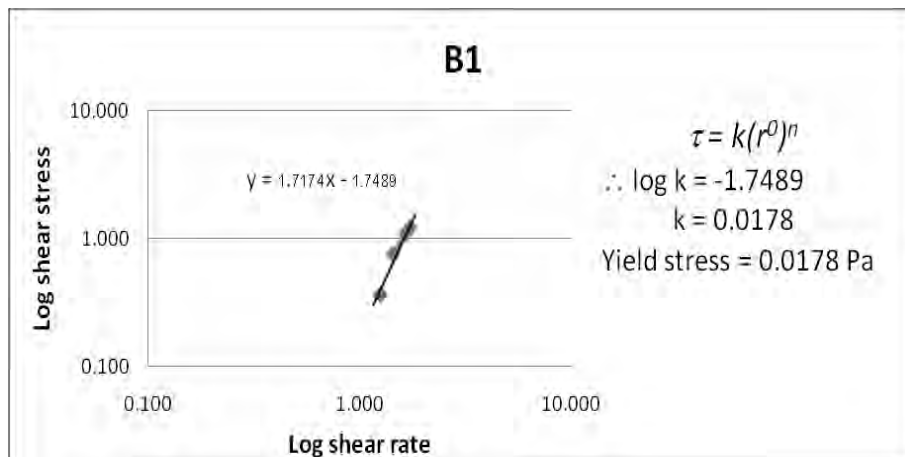 B1
10.000
1.000
0.100
0.100
1.000
10.000
Log shear stress
Log shear rate
y = 1.7174x - 1.7489
τ = k(r⁰)ⁿ
∴ log k = -1.7489
k = 0.0178
Yield stress = 0.0178 Pa